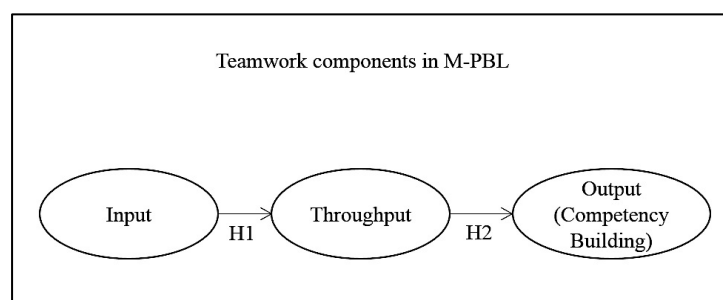 Teamwork components in M-PBL
Input
H1
Throughput
H2
Output
(Competency
Building)